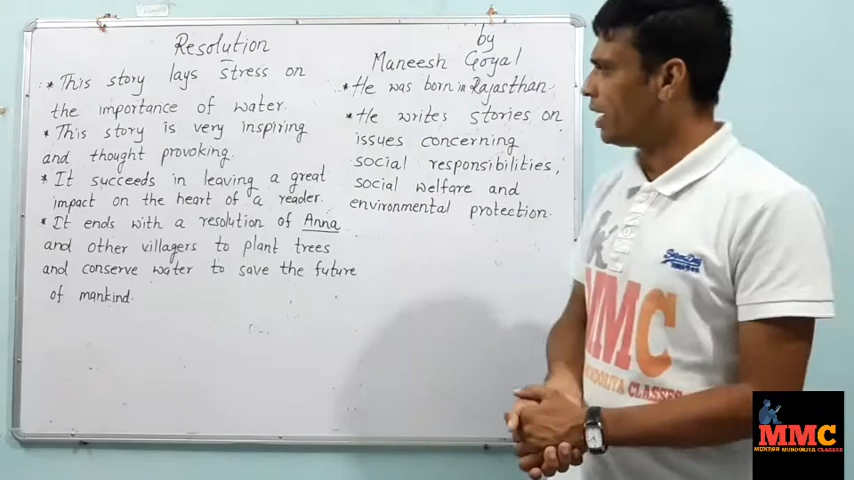 Resolution
by
Maneesh Goyal
* This story lays stress on
the importance of water.
* This story is very inspiring
and thought provoking.
* It succeeds in leaving a great
impact on the heart of a reader.
* It ends with a resolution of Anna
and other villagers to plant trees
and conserve water to save the future
of mankind.
* He was born in Rajasthan.
* He writes stories on
issues concerning
social responsibilities,
social welfare and
environmental protection.
MMC
MUNDORIYA CLASSES
MMC
MUKESH MUNDORIYA CLASSES